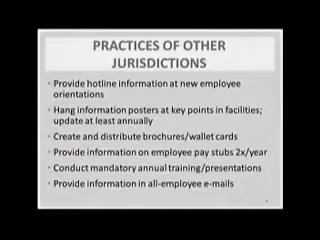 PRACTICES OF OTHER
JURISDICTIONS
• Provide hotline information at new employee
orientations
• Hang information posters at key points in facilities;
update at least annually
• Create and distribute brochures/wallet cards
• Provide information on employee pay stubs 2x/year
• Conduct mandatory annual training/presentations
• Provide information in all-employee e-mails